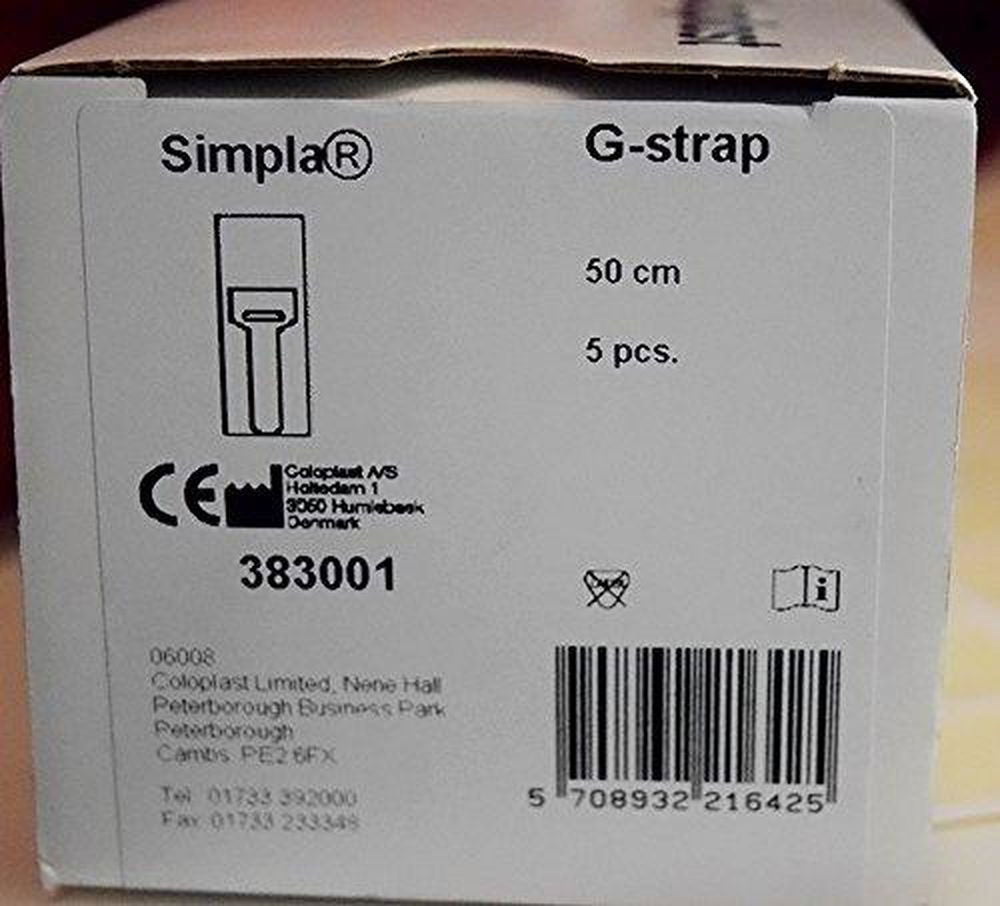 Simpla®
G-strap
50 cm
5 pcs.
CE
Coloplast A/S
Holtedam 1
3050 Humlebaek
Denmark
383001
06008
Coloplast Limited, Nene Hall
Peterborough Business Park
Peterborough
Cambs. PE2 6FX
Tel 01733 392000
Fax 01733 233348
5 708932 216425